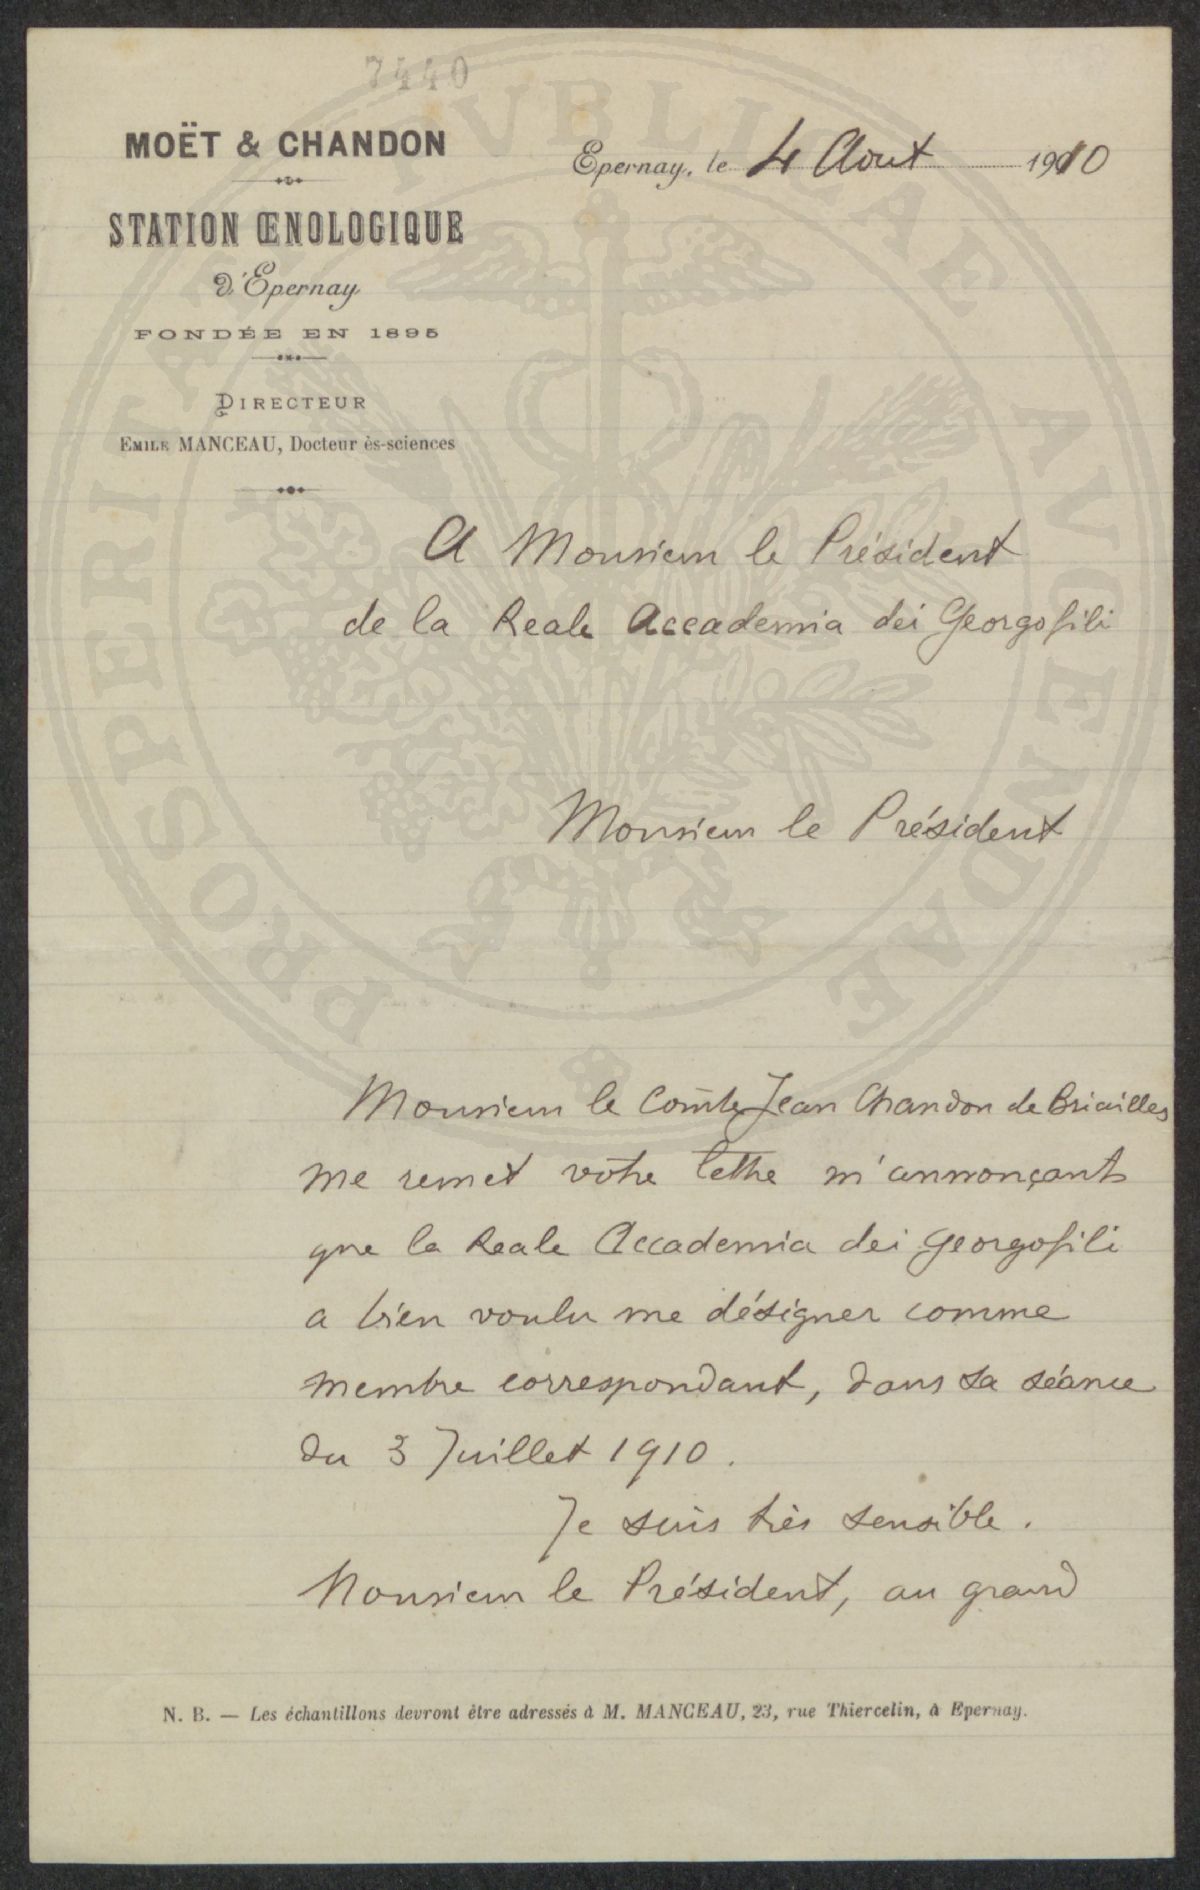 7440
MOËT & CHANDON
STATION ŒNOLOGIQUE
d'Epernay
FONDÉE EN 1895
DIRECTEUR
EMILE MANCEAU, Docteur ès-sciences
Epernay, le 4 Aout 1910
A Monsieur le Président
de la Reale Accademia dei Georgofili
Monsieur le Président
Monsieur le Comte Jean Chandon de Briailles
me remet votre lettre m'annonçant
que la Reale Accademia dei Georgofili
a bien voulu me désigner comme
membre correspondant, dans sa séance
du 3 Juillet 1910.
Je suis très sensible.
Monsieur le Président, au grand
N. B. — Les échantillons devront être adressés à M. MANCEAU, 23, rue Thiercelin, à Epernay.
PROSPERITATI PVBLICAE AVGENDAE